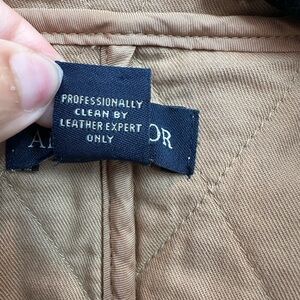 PROFESSIONALLY
CLEAN BY
LEATHER EXPERT
ONLY